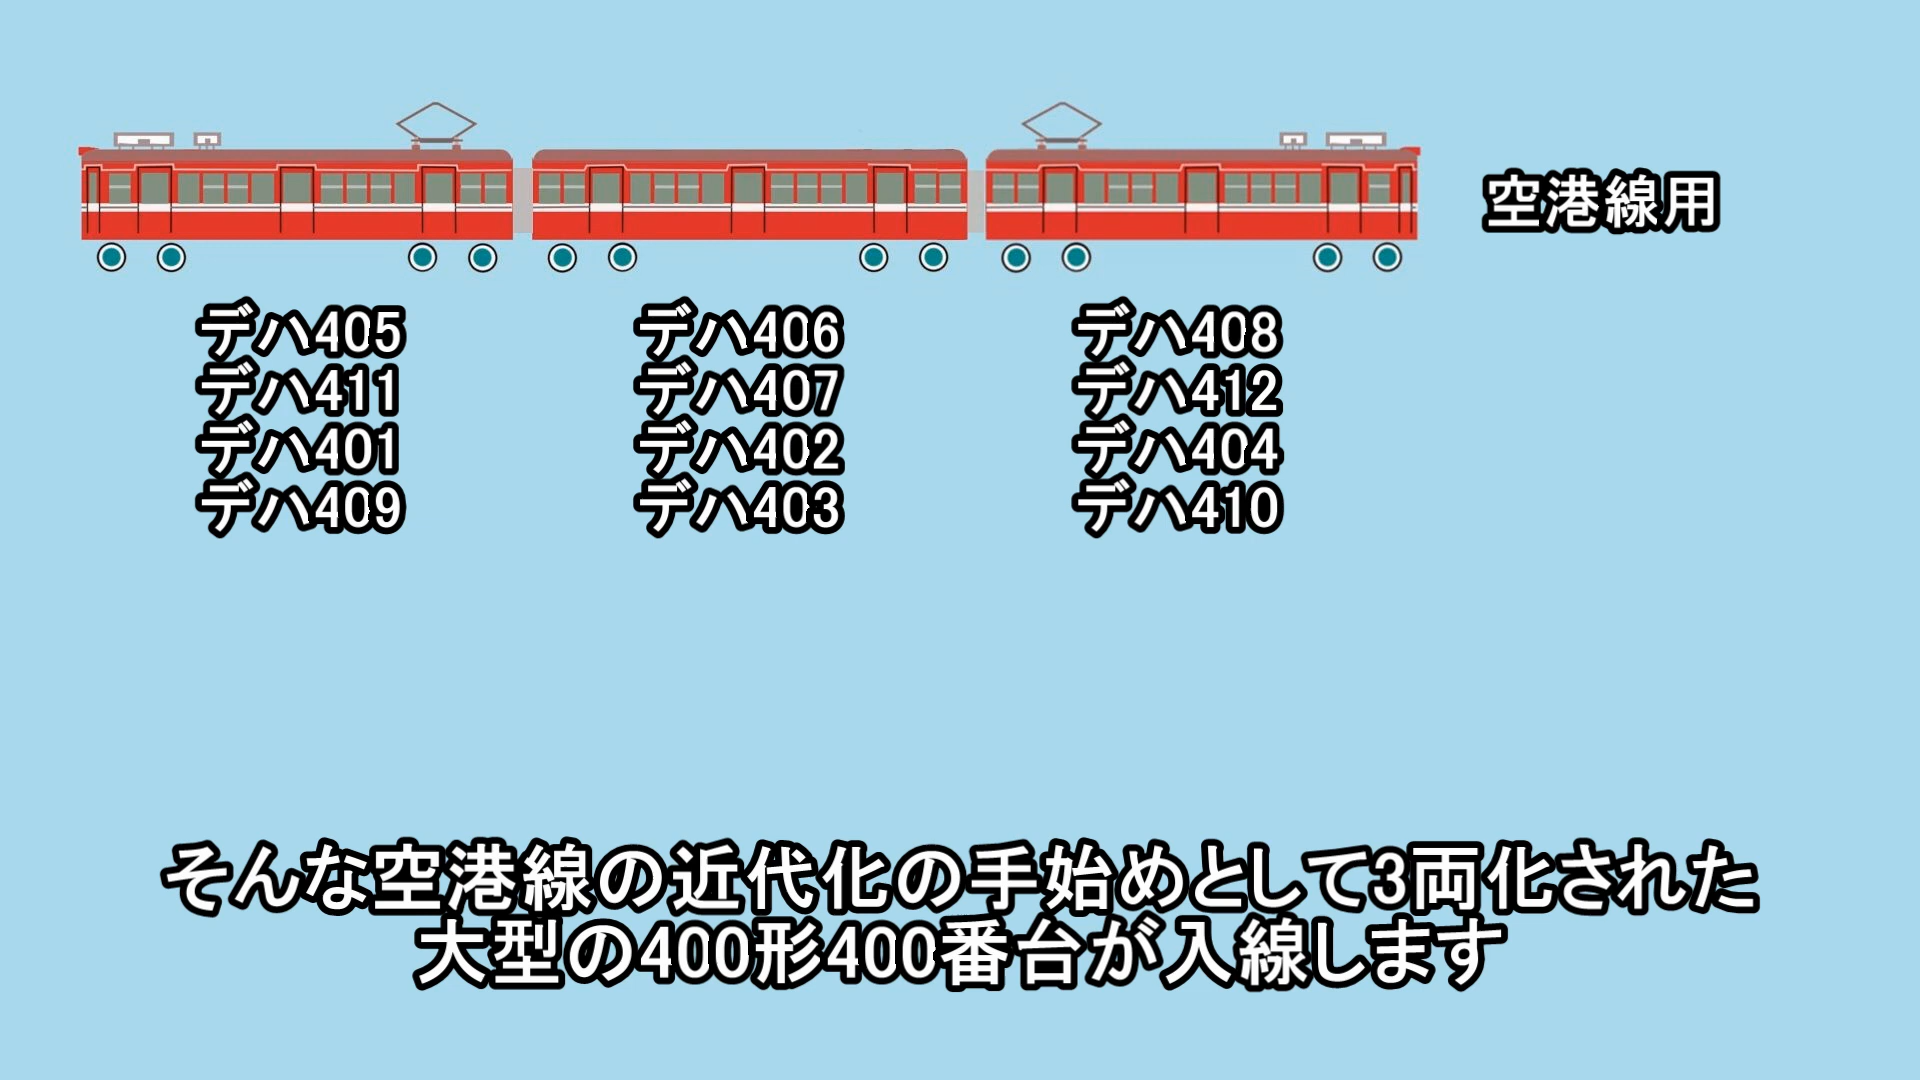 空港線用
デハ405 デハ406 デハ408
デハ411 デハ407 デハ412
デハ401 デハ402 デハ404
デハ409 デハ403 デハ410
そんな空港線の近代化の手始めとして3両化された
大型の400形400番台が入線します